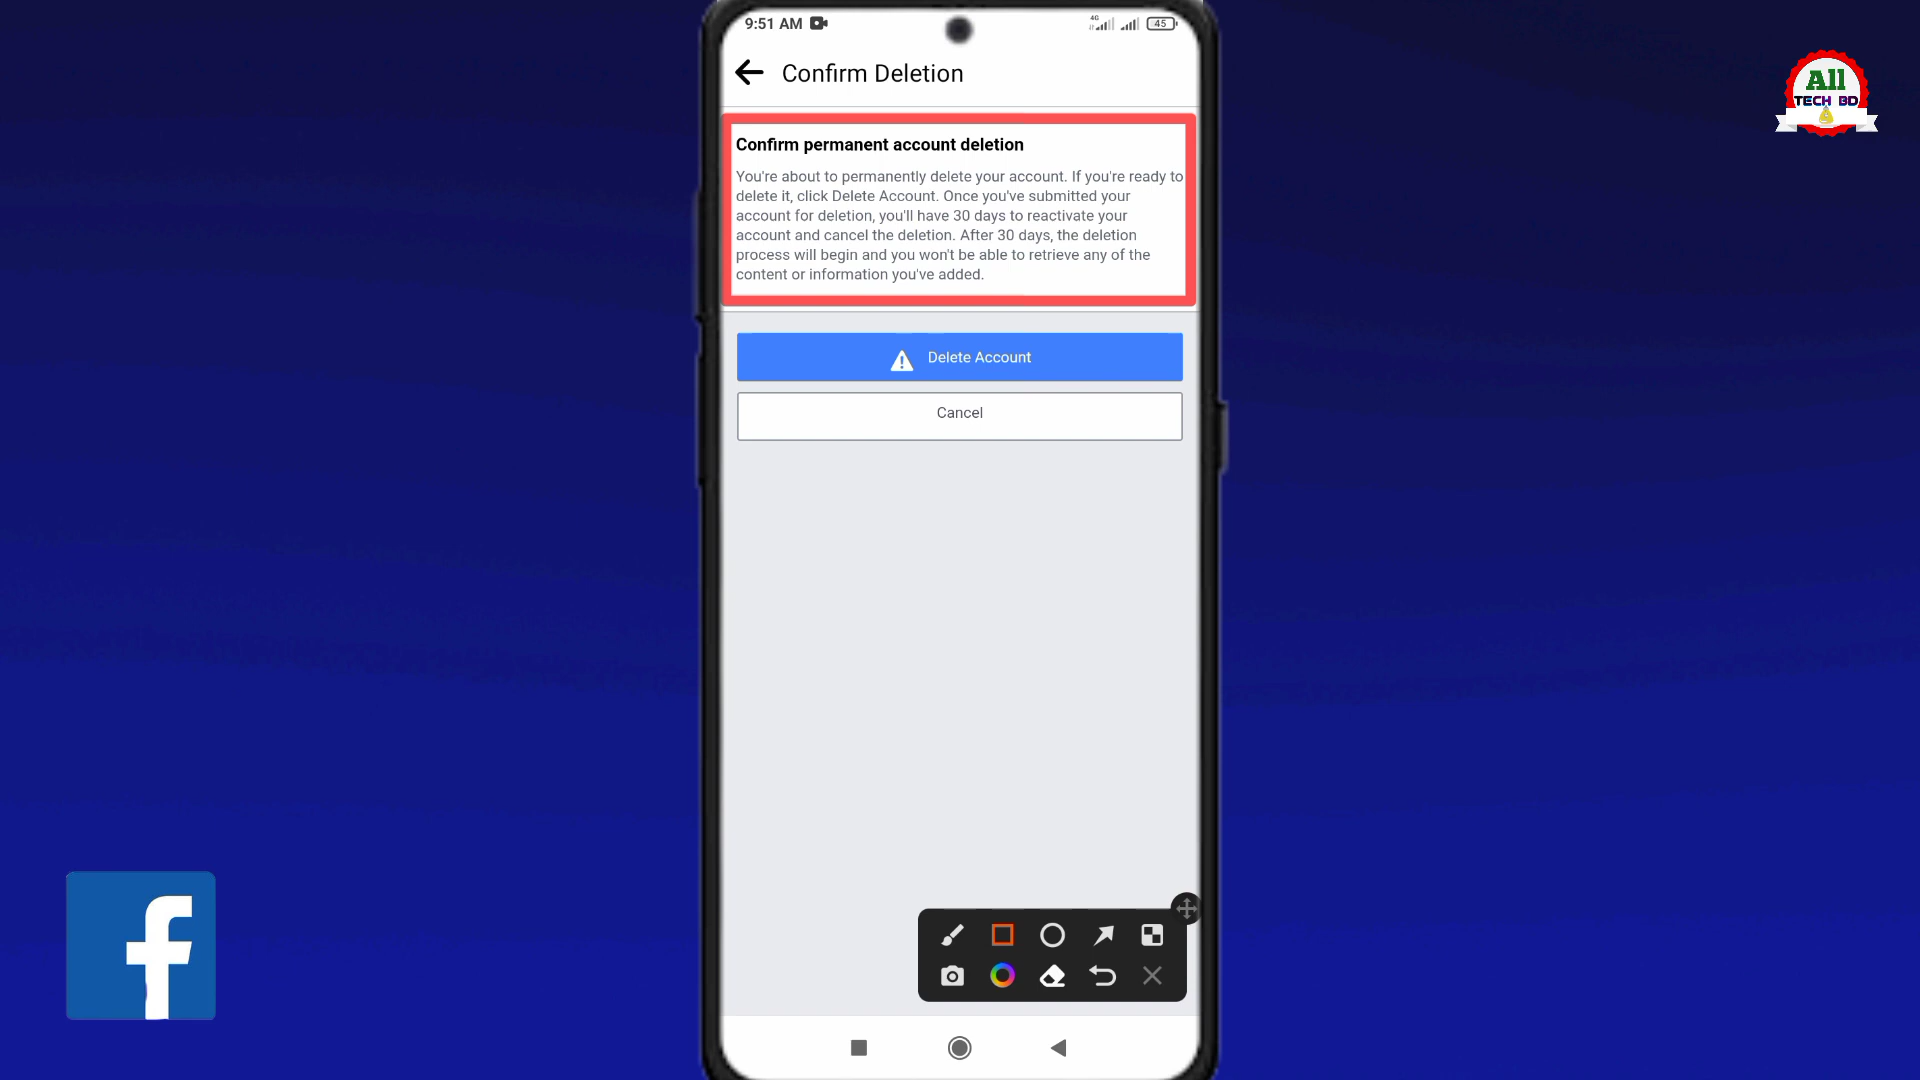 9:51 AM
4G
45
Confirm Deletion
Confirm permanent account deletion
You're about to permanently delete your account. If you're ready to
delete it, click Delete Account. Once you've submitted your
account for deletion, you'll have 30 days to reactivate your
account and cancel the deletion. After 30 days, the deletion
process will begin and you won't be able to retrieve any of the
content or information you've added.
Delete Account
Cancel
All
TECH BD
f